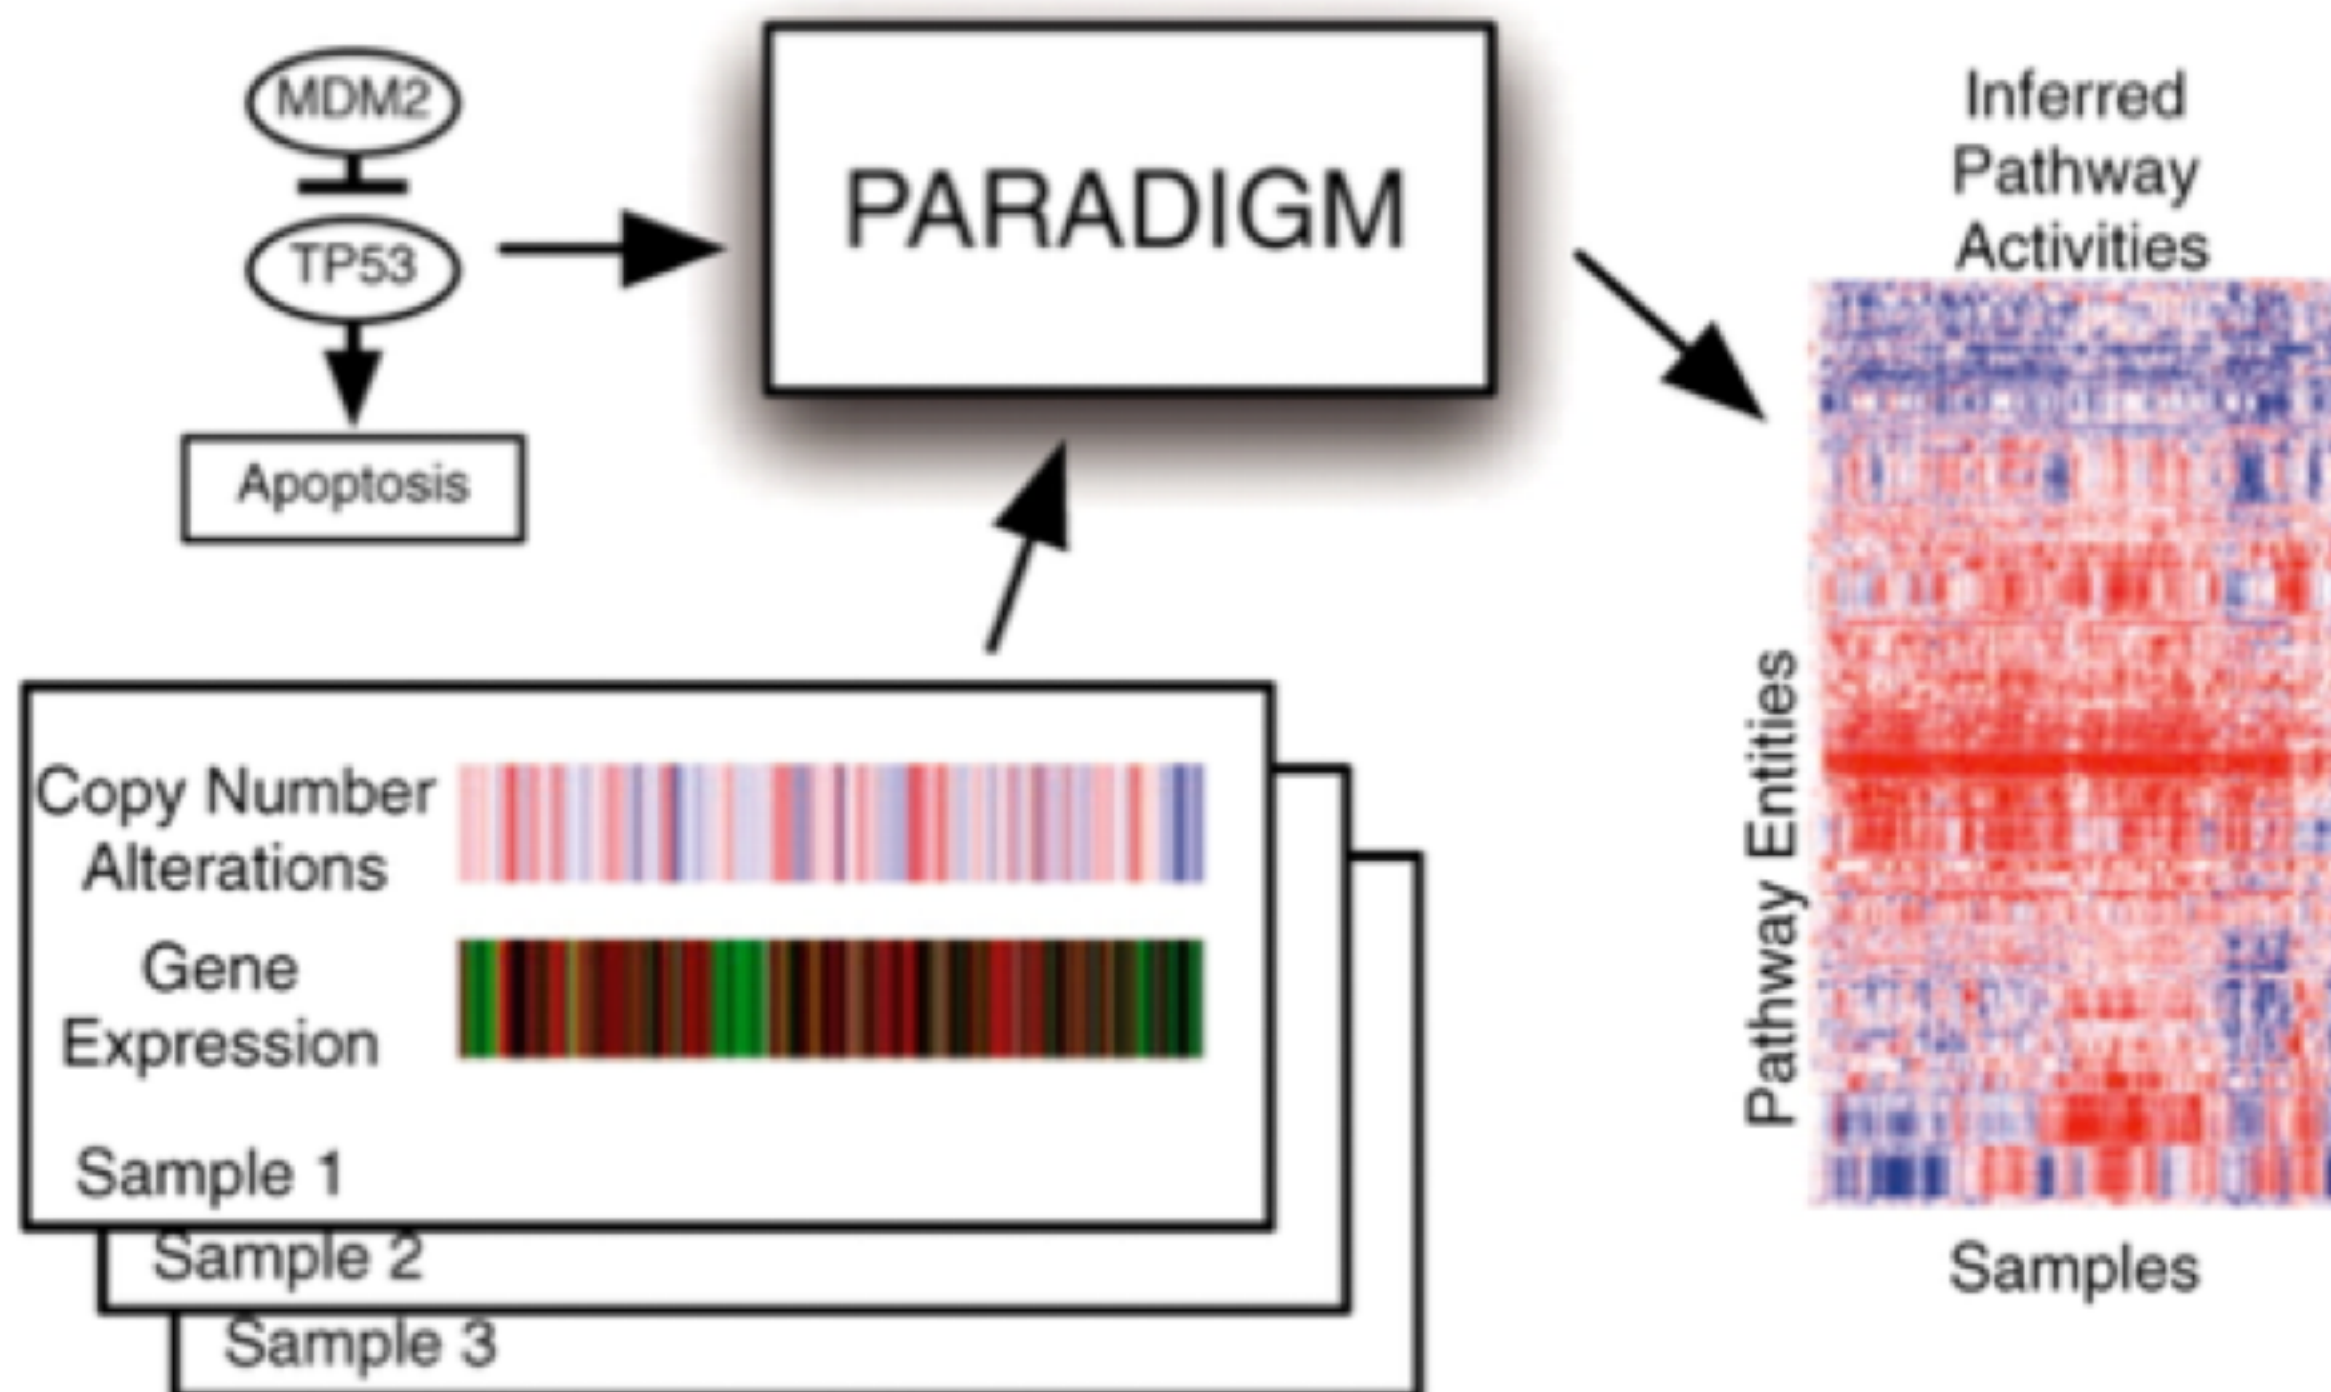 MDM2
TP53
Apoptosis
PARADIGM
Inferred
Pathway
Activities
Pathway Entities
Samples
Copy Number
Alterations
Gene
Expression
Sample 1
Sample 2
Sample 3